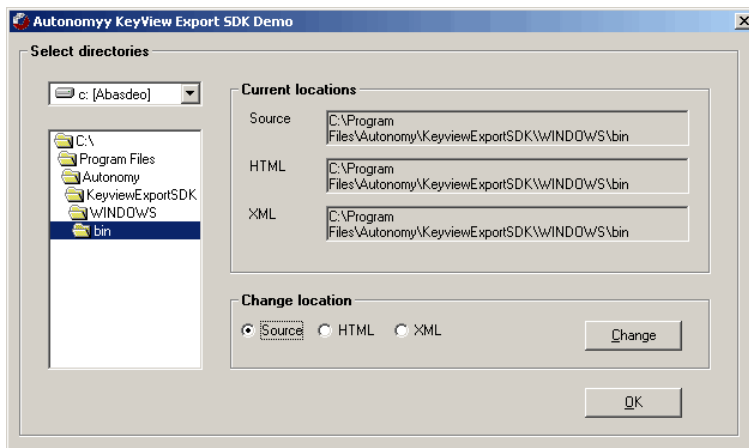 Autonomyy KeyView Export SDK Demo
Select directories
c: [Abasdeo]
C:\
Program Files
Autonomy
KeyviewExportSDK
WINDOWS
bin
Current locations
Source
C:\Program
Files\Autonomy\KeyviewExportSDK\WINDOWS\bin
HTML
C:\Program
Files\Autonomy\KeyviewExportSDK\WINDOWS\bin
XML
C:\Program
Files\Autonomy\KeyviewExportSDK\WINDOWS\bin
Change location
Source HTML XML
Change
OK